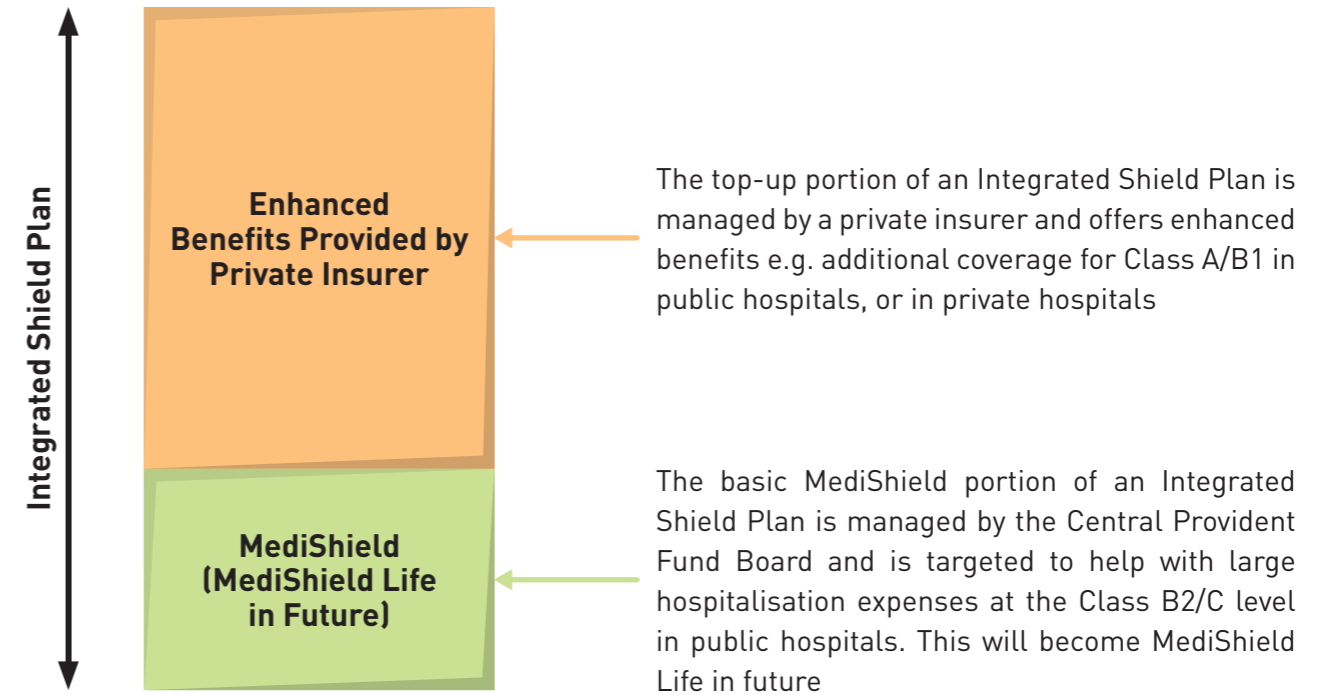 Integrated Shield Plan
Enhanced
Benefits Provided by
Private Insurer
The top-up portion of an Integrated Shield Plan is
managed by a private insurer and offers enhanced
benefits e.g. additional coverage for Class A/B1 in
public hospitals, or in private hospitals
MediShield
(MediShield Life
in Future)
The basic MediShield portion of an Integrated
Shield Plan is managed by the Central Provident
Fund Board and is targeted to help with large
hospitalisation expenses at the Class B2/C level
in public hospitals. This will become MediShield
Life in future